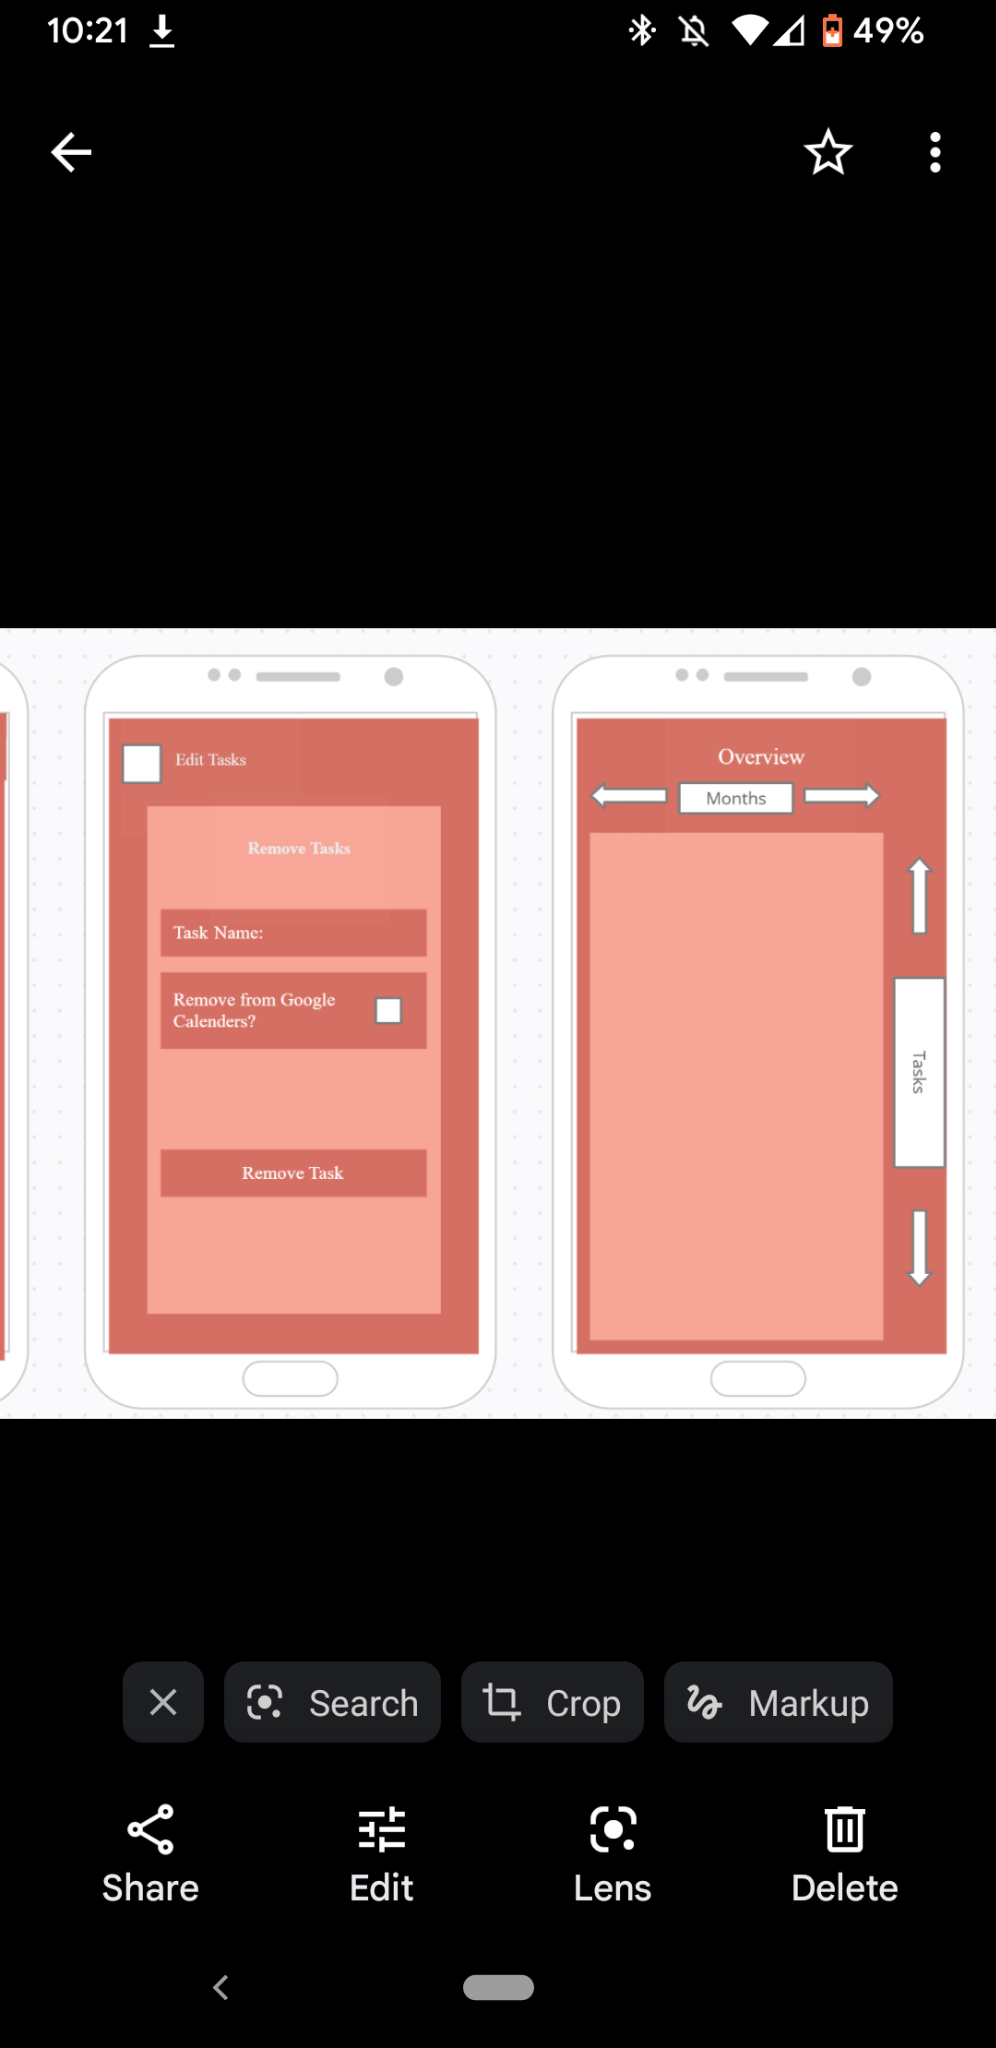 10:21
49%
Edit Tasks
Remove Tasks
Task Name:
Remove from Google
Calenders?
Remove Task
Overview
Months
Tasks
Search
Crop
Markup
Share
Edit
Lens
Delete